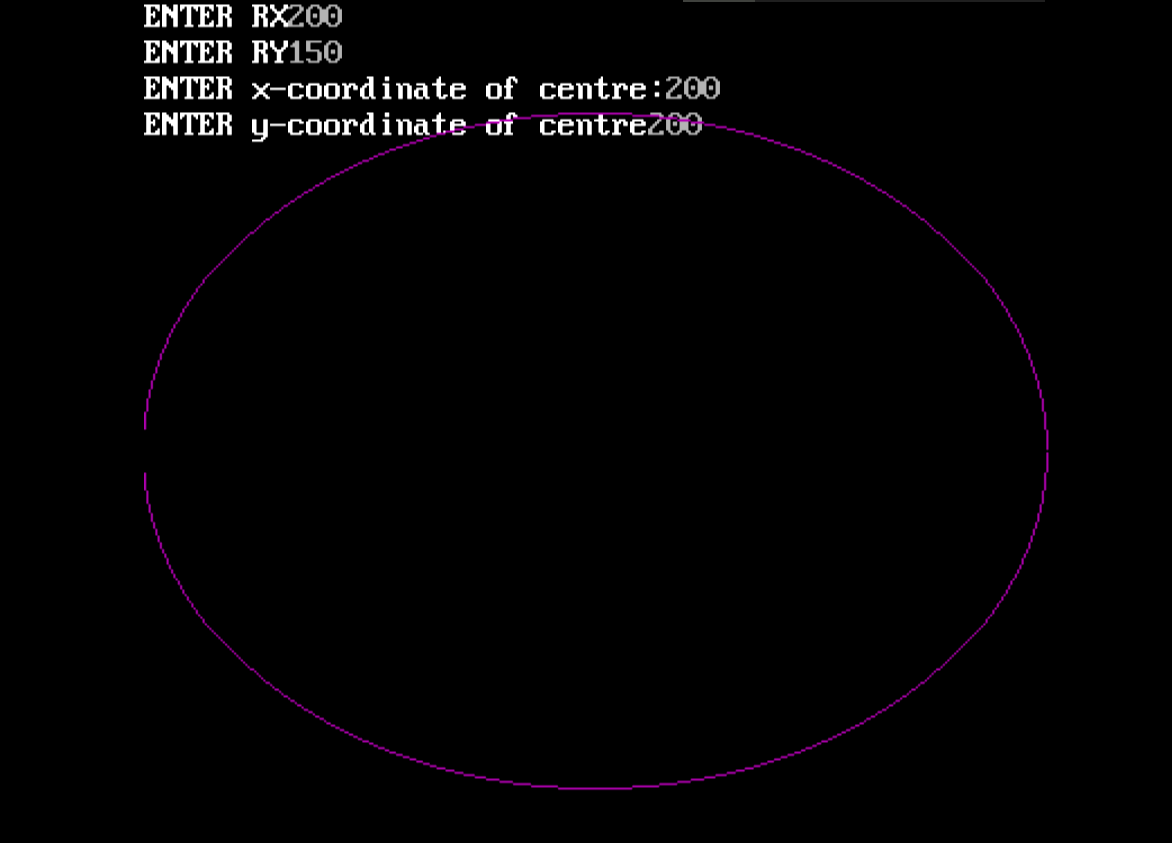 ENTER RX200
ENTER RY150
ENTER x-coordinate of centre:200
ENTER y-coordinate of centre200